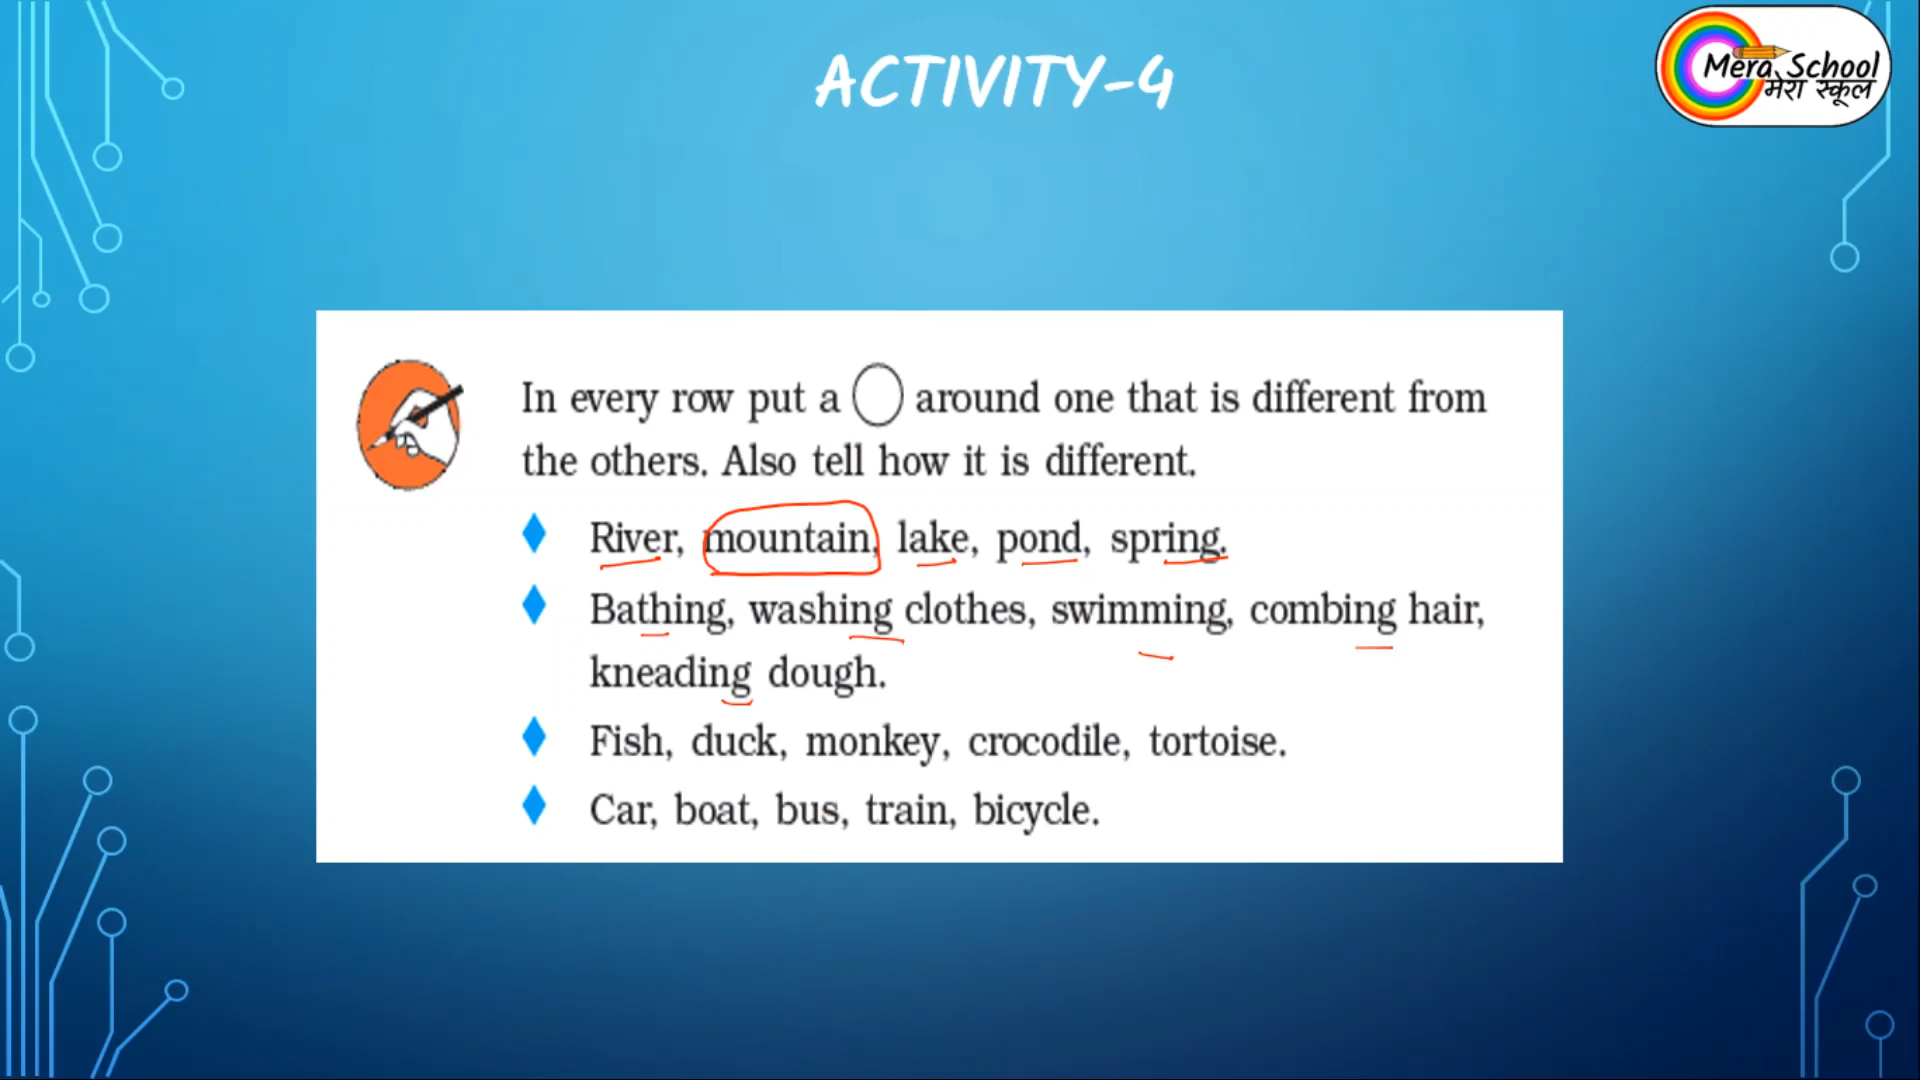 ACTIVITY-4
Mera School
मेरा स्कूल
In every row put a around one that is different from
the others. Also tell how it is different.
River, mountain, lake, pond, spring.
Bathing, washing clothes, swimming, combing hair,
kneading dough.
Fish, duck, monkey, crocodile, tortoise.
Car, boat, bus, train, bicycle.